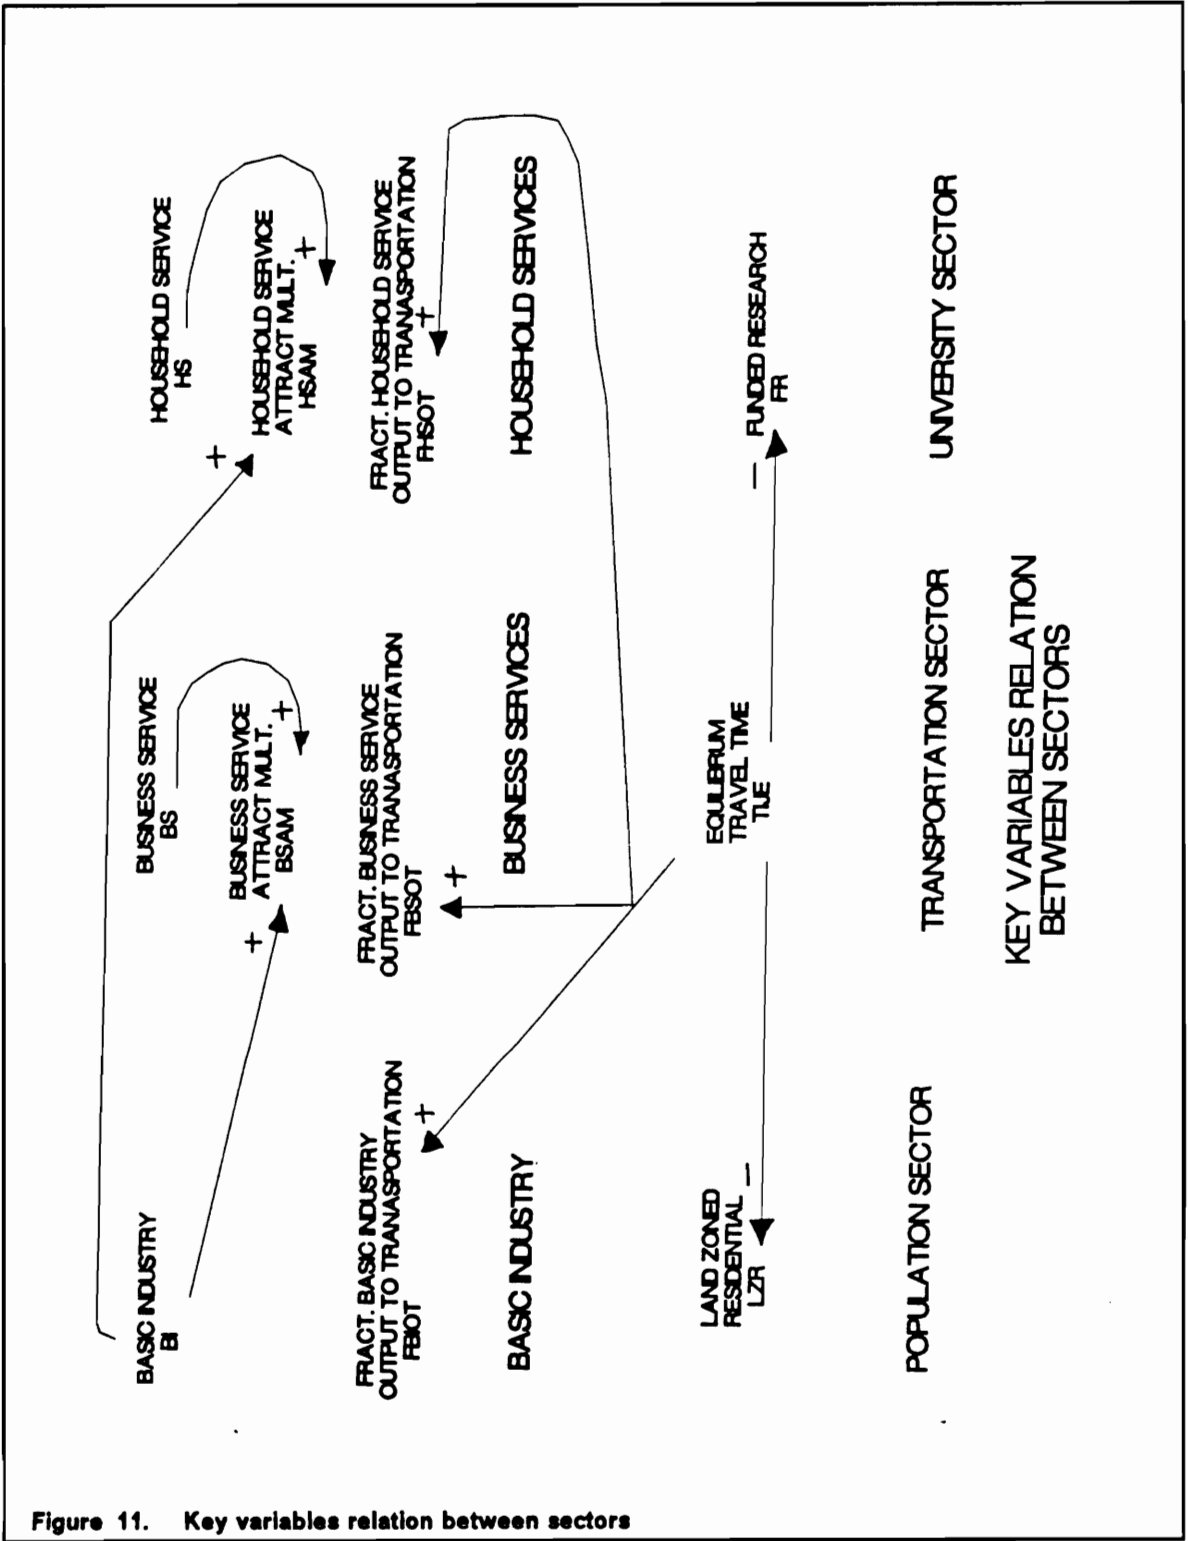 BASIC INDUSTRY
BI
BUSINESS SERVICE
BS
HOUSEHOLD SERVICE
HS
+
BUSINESS SERVICE
ATTRACT MULT.
BSAM
+
+
HOUSEHOLD SERVICE
ATTRACT MULT.
HSAM
+
FRACT. BASIC INDUSTRY
OUTPUT TO TRANASPORTATION
FBIOT
+
FRACT. BUSINESS SERVICE
OUTPUT TO TRANASPORTATION
FBSOT
+
FRACT. HOUSEHOLD SERVICE
OUTPUT TO TRANASPORTATION
FHSOT
+
BASIC INDUSTRY
BUSINESS SERVICES
HOUSEHOLD SERVICES
LAND ZONED
RESIDENTIAL
LZR
—
EQUILIBRUM
TRAVEL TIME
TIJE
—
FUNDED RESEARCH
FR
POPULATION SECTOR
TRANSPORTATION SECTOR
UNIVERSITY SECTOR
KEY VARIABLES RELATION
BETWEEN SECTORS
Figure 11. Key variables relation between sectors